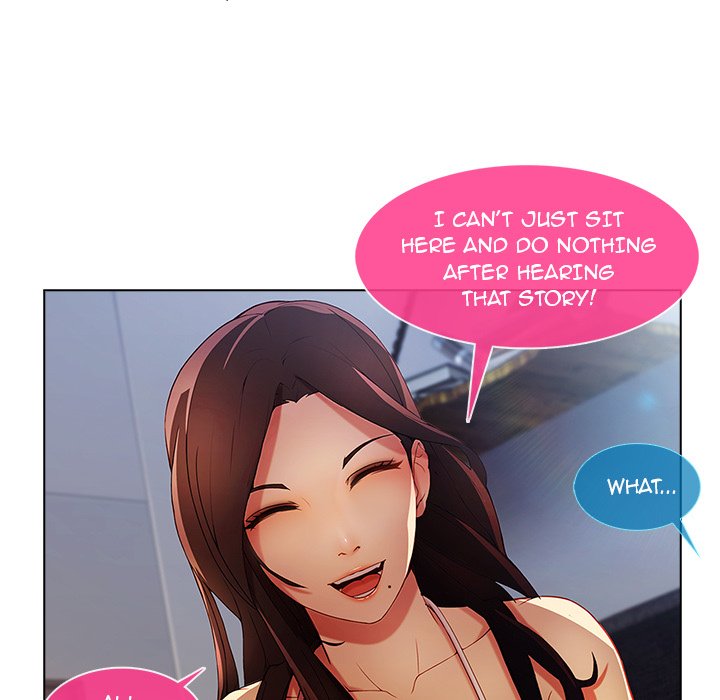 I CAN'T JUST SIT
HERE AND DO NOTHING
AFTER HEARING
THAT STORY!
WHAT...